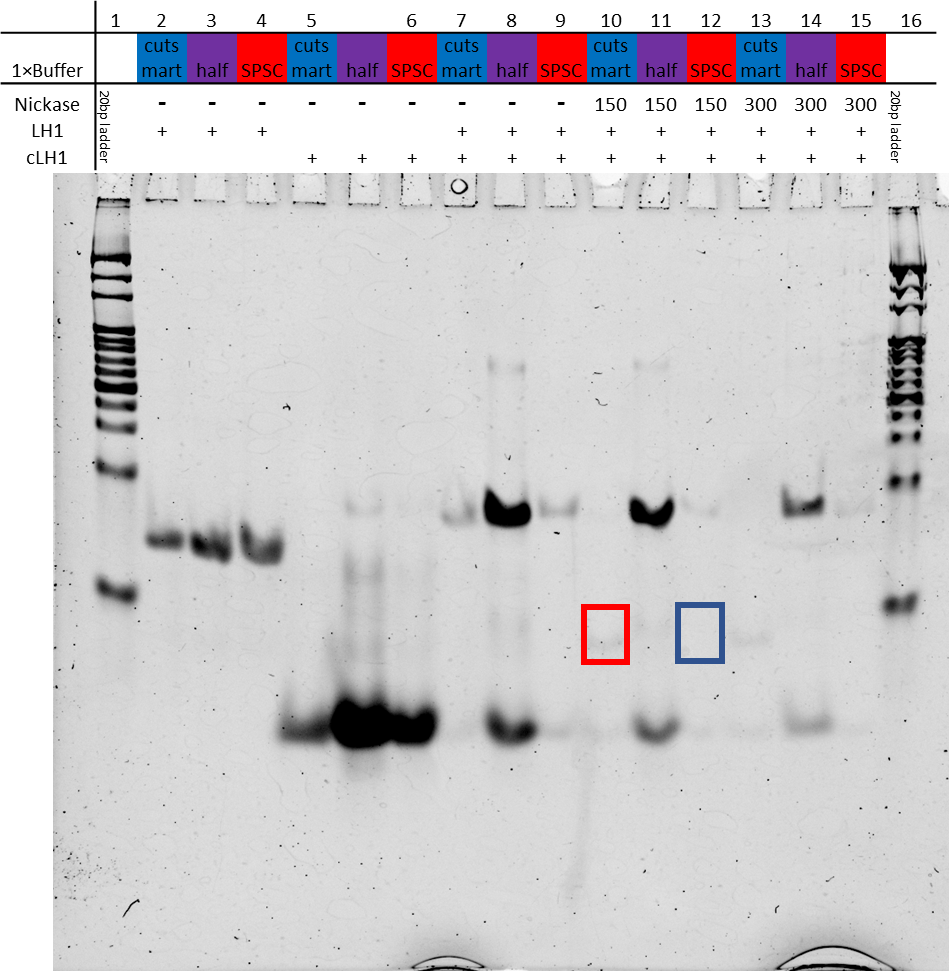 1 2 3 4 5 6 7 8 9 10 11 12 13 14 15 16
cuts cuts cuts cuts cuts
1×Buffer mart half SPSC mart half SPSC mart half SPSC mart half SPSC mart half SPSC
Nickase 20bp ladder - - - - - - - - - 150 150 150 300 300 300 20bp ladder
LH1 + + + + + + + + + + + +
cLH1 + + + + + + + + + + + +